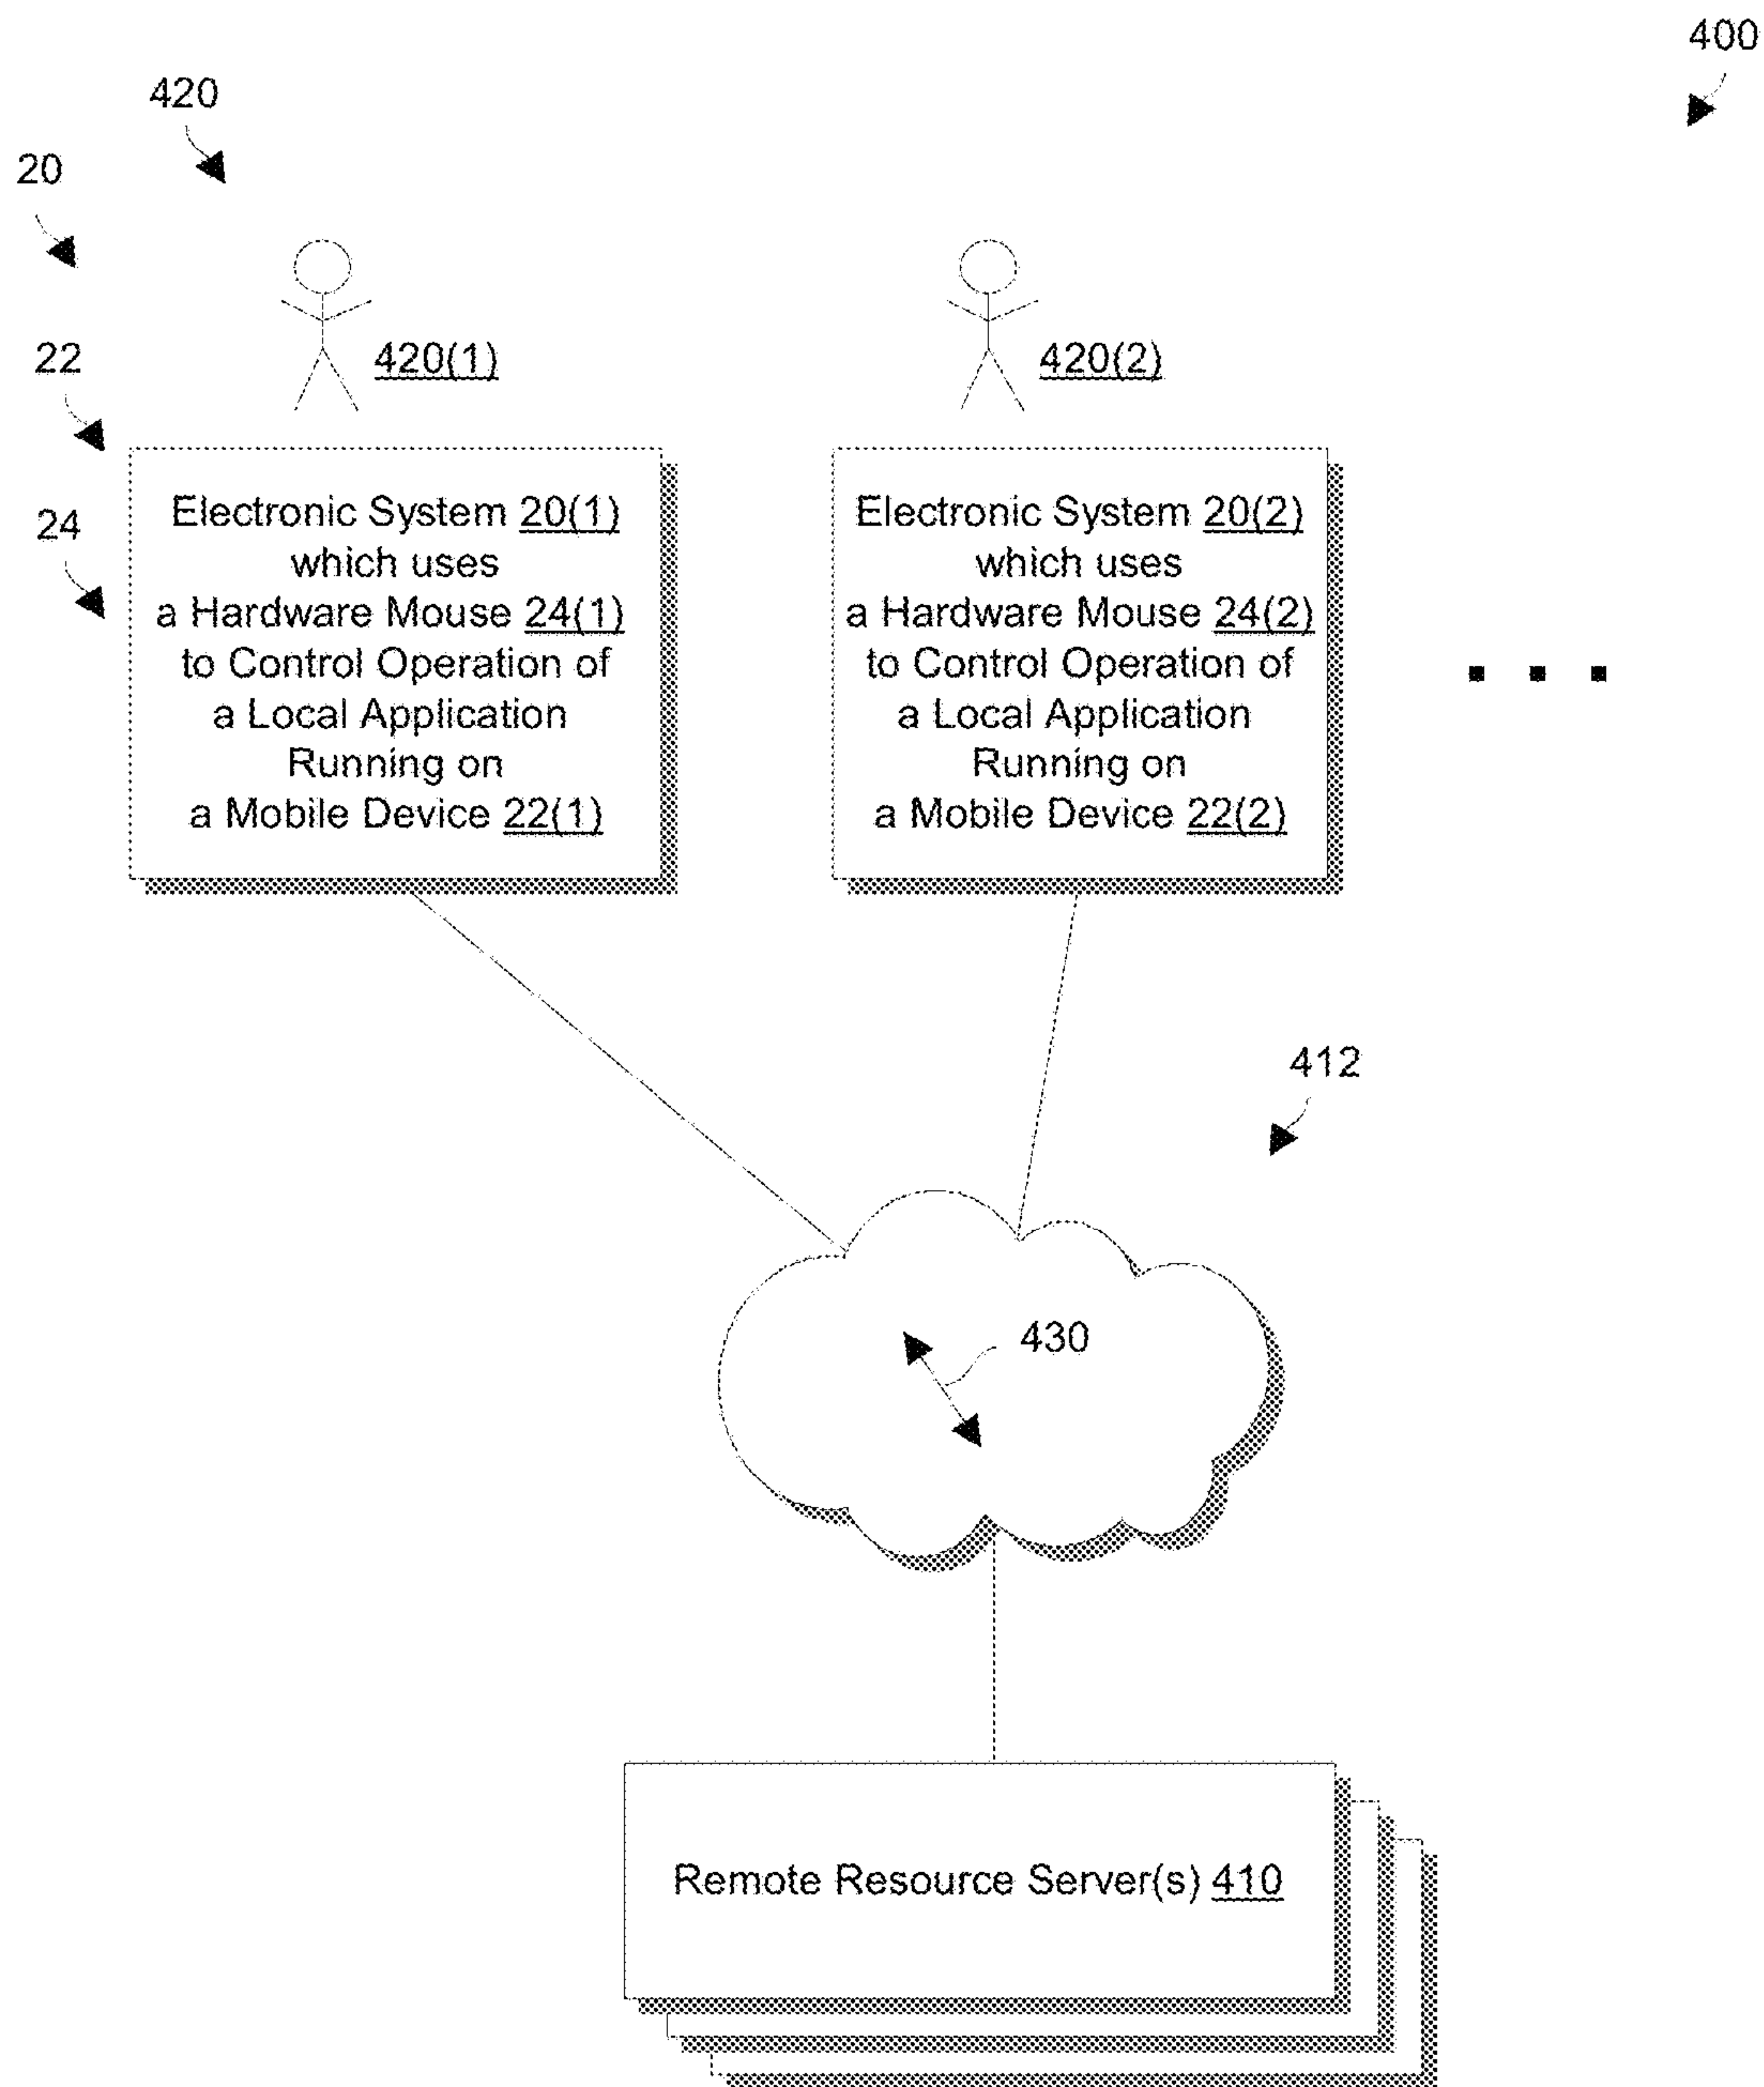 400
420
20
22
24
420(1)
420(2)
Electronic System 20(1)
which uses
a Hardware Mouse 24(1)
to Control Operation of
a Local Application
Running on
a Mobile Device 22(1)
Electronic System 20(2)
which uses
a Hardware Mouse 24(2)
to Control Operation of
a Local Application
Running on
a Mobile Device 22(2)
. . .
412
430
Remote Resource Server(s) 410